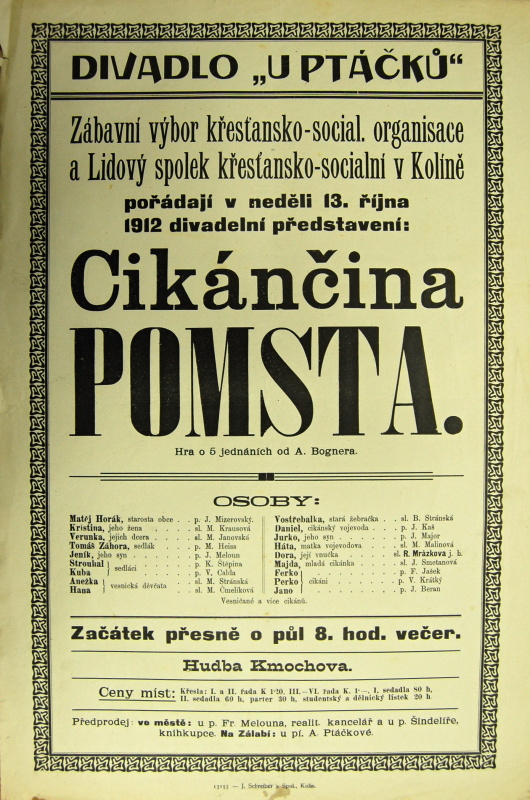 DIVADLO „U PTÁČKŮ“
Zábavní výbor křesťansko-social. organisace
a Lidový spolek křesťansko-socialní v Kolíně
pořádají v neděli 13. října
1912 divadelní představení:
Cikánčina
POMSTA.
Hra o 5 jednáních od A. Bognera.
OSOBY:
Matěj Horák, starosta obce . . p. J. Mizerovský.
Kristina, jeho žena . . . . sl. M. Krausová
Verunka, jejich dcera . . . sl. M. Janovská
Tomáš Záhora, sedlák . . . p. M. Heiss
Jeník, jeho syn . . . . . p. J. Meloun
Strouhal } sedláci . . . . p. K. Štěpina
Kuba . . . . p. V. Calda
Anežka } vesnická děvčata . . . sl. M. Stránská
Hana . . . sl. M. Čmelíková
Vostřebalka, stará žebračka . . sl. B. Stránská
Daniel, cikánský vojevoda . . p. J. Kaš
Jurko, jeho syn . . . . . p. J. Major
Háta, matka vojevodova . . sl. M. Malinová
Dora, její vnučka . . sl. R. Mrázkova j. h.
Majda, mladá cikánka . . sl. J. Smetanová
Ferko . . . . p. F. Jašek
Perko } cikáni . . . . p. V. Krátký
Jano . . . . p. J. Beran
Vesničané a více cikánů.
Začátek přesně o půl 8. hod. večer.
Hudba Kmochova.
Ceny míst: Křesla: I. a II. řada K 1·20, III.—VI. řada K. 1·—, I. sedadla 80 h,
II. sedadla 60 h, parter 30 h, studentský a dělnický lístek 20 h.
Předprodej: ve městě: u p. Fr. Melouna, realit. kancelář a u p. Šindelíře,
knihkupce. Na Zálabí: u pí. A. Ptáčkové.
— J. Schreiber a Spol., Kolín.